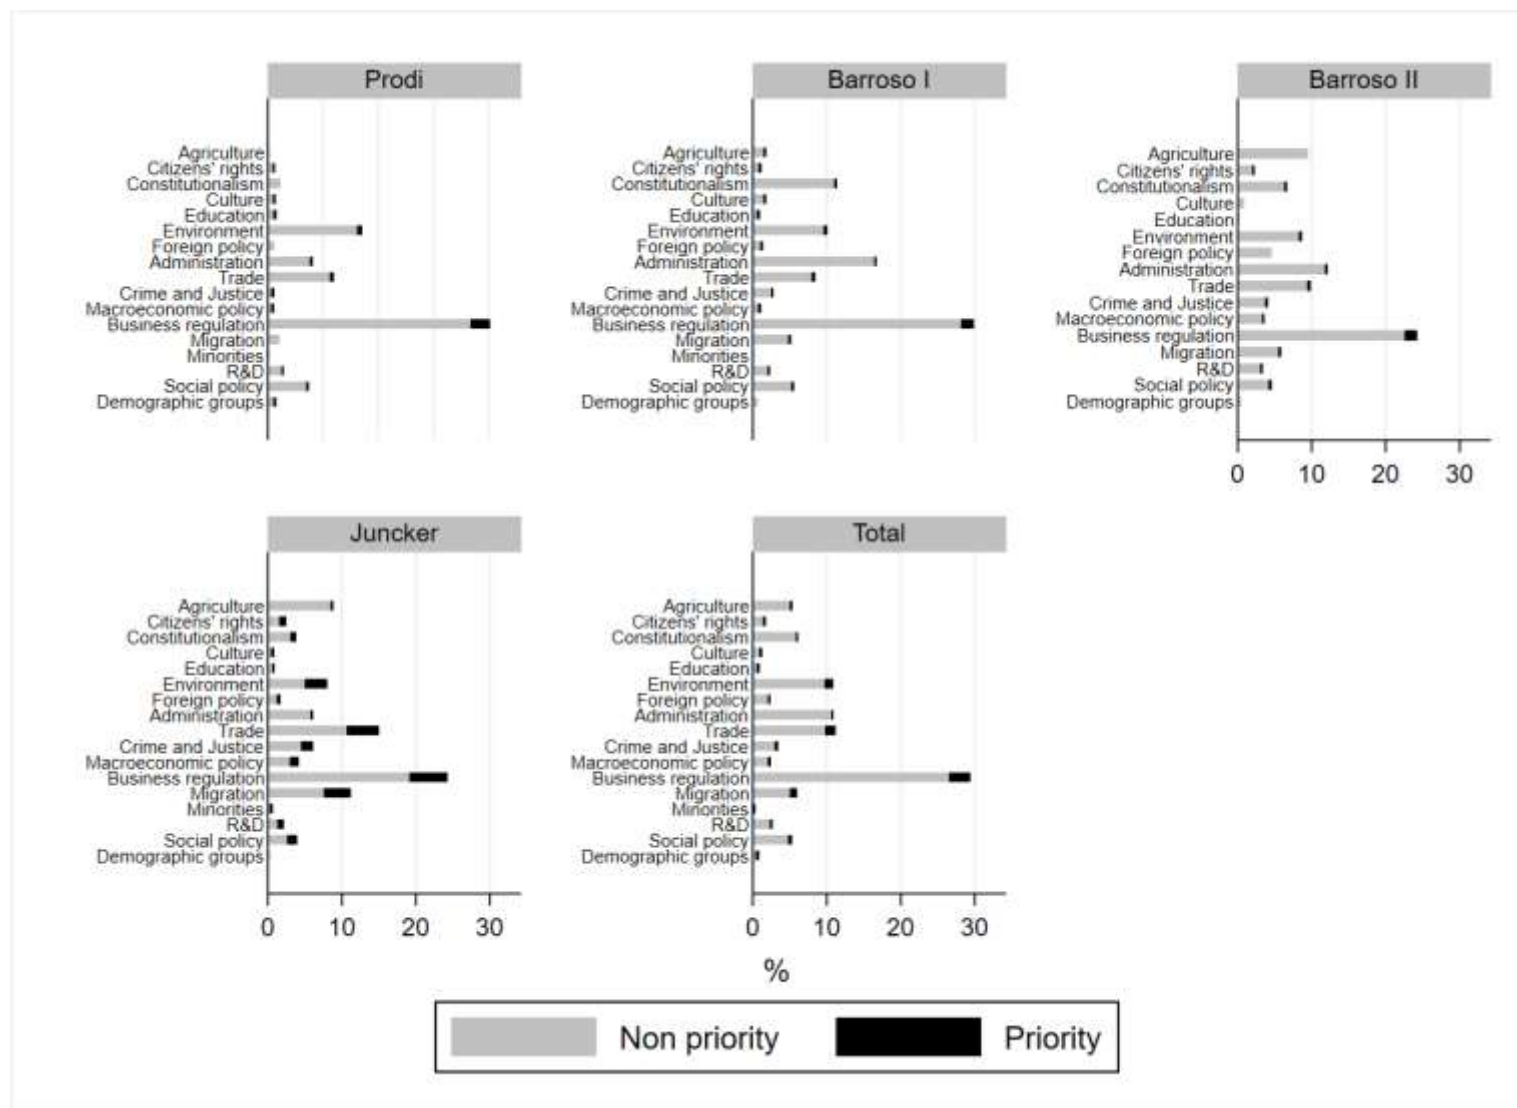 Prodi
Agriculture
Citizens' rights
Constitutionalism
Culture
Education
Environment
Foreign policy
Administration
Trade
Crime and Justice
Macroeconomic policy
Business regulation
Migration
Minorities
R&D
Social policy
Demographic groups
Barroso I
Agriculture
Citizens' rights
Constitutionalism
Culture
Education
Environment
Foreign policy
Administration
Trade
Crime and Justice
Macroeconomic policy
Business regulation
Migration
Minorities
R&D
Social policy
Demographic groups
Barroso II
Agriculture
Citizens' rights
Constitutionalism
Culture
Education
Environment
Foreign policy
Administration
Trade
Crime and Justice
Macroeconomic policy
Business regulation
Migration
R&D
Social policy
Demographic groups
0 10 20 30
Juncker
Agriculture
Citizens' rights
Constitutionalism
Culture
Education
Environment
Foreign policy
Administration
Trade
Crime and Justice
Macroeconomic policy
Business regulation
Migration
Minorities
R&D
Social policy
Demographic groups
0 10 20 30
Total
Agriculture
Citizens' rights
Constitutionalism
Culture
Education
Environment
Foreign policy
Administration
Trade
Crime and Justice
Macroeconomic policy
Business regulation
Migration
Minorities
R&D
Social policy
Demographic groups
0 10 20 30
%
Non priority Priority